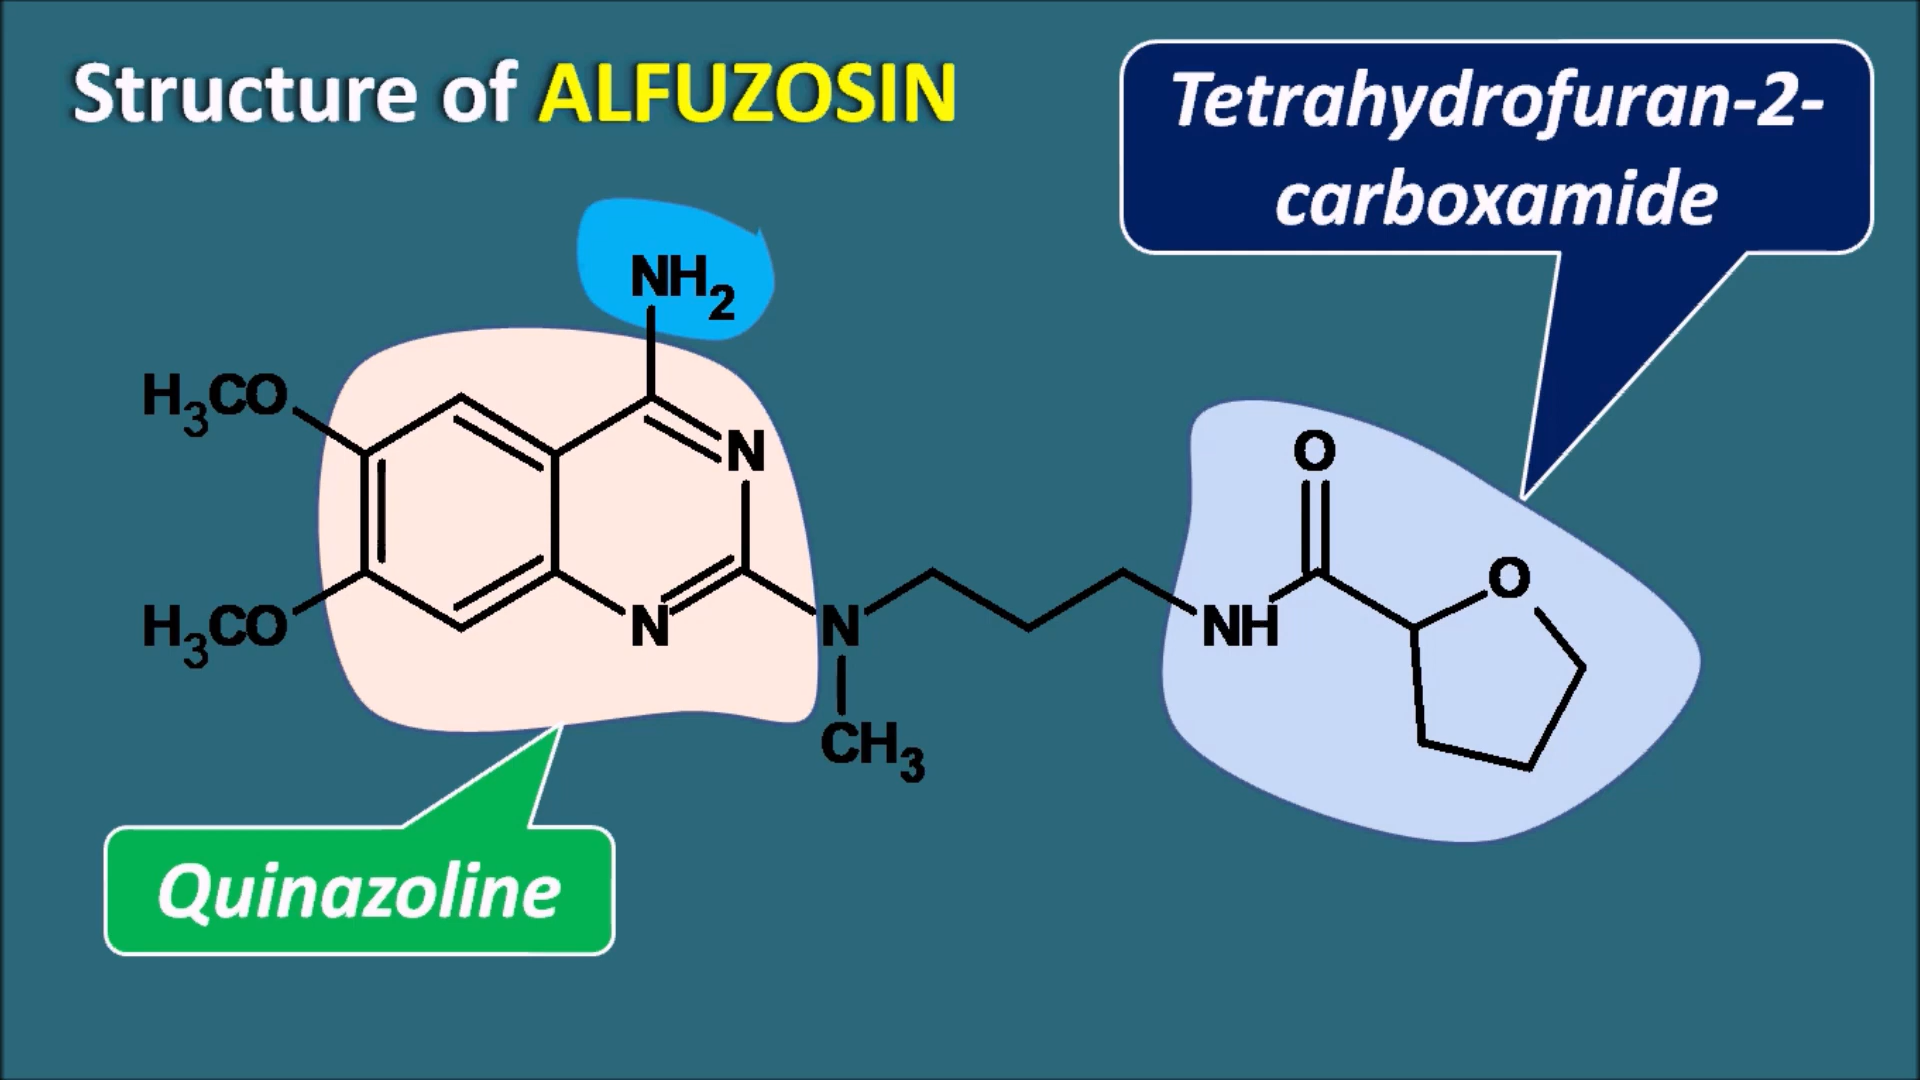 Structure of ALFUZOSIN
Tetrahydrofuran-2-
carboxamide
NH2
H3CO
N
O
O
H3CO
N
N
NH
CH3
Quinazoline